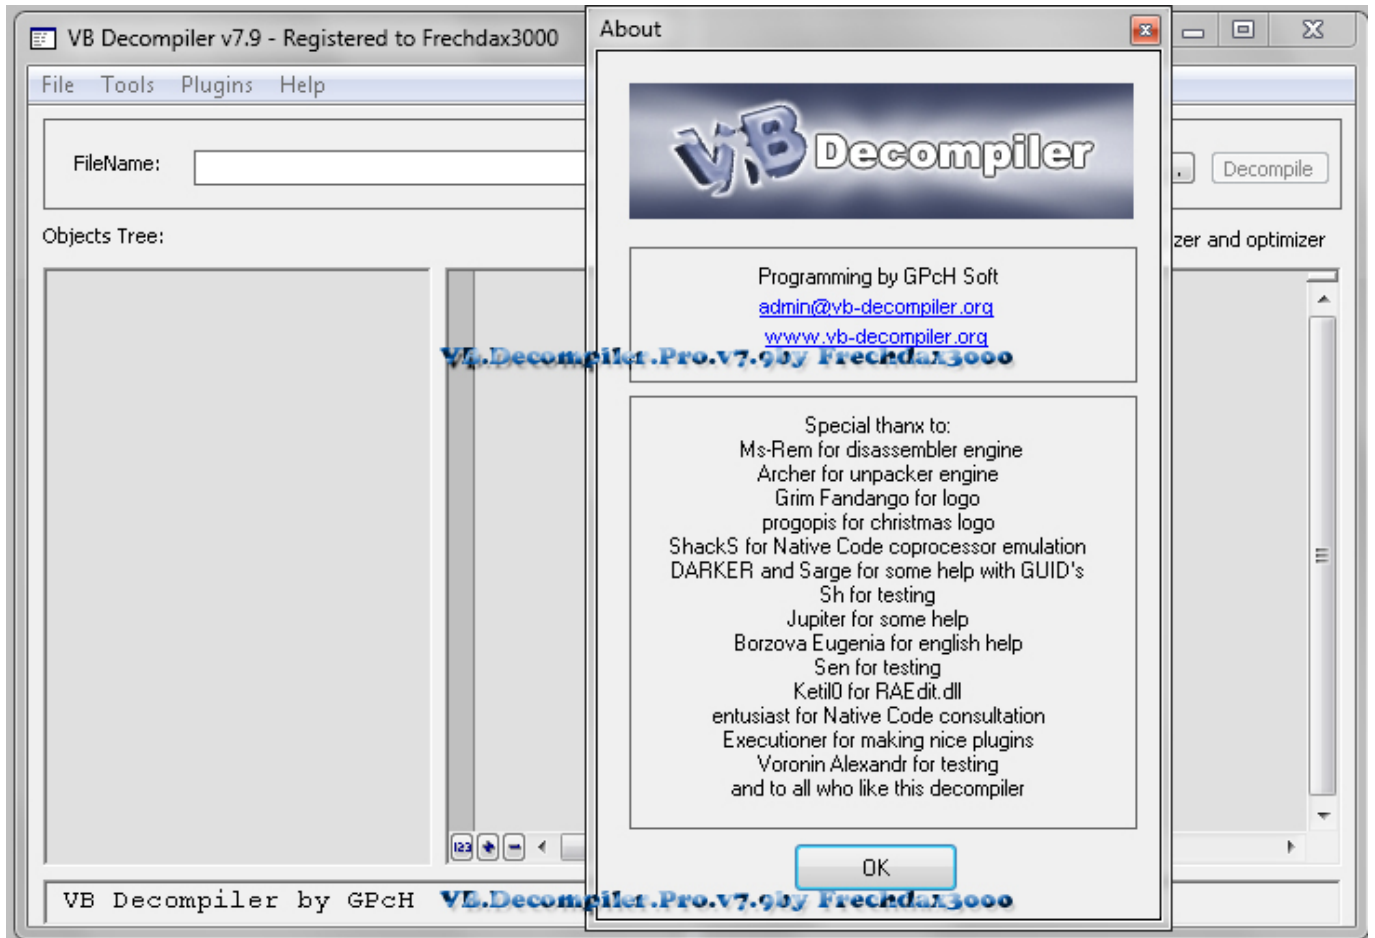 VB Decompiler v7.9 - Registered to Frechdax3000
File Tools Plugins Help
FileName:
. Decompile
Objects Tree:
zer and optimizer
About
VB Decompiler
Programming by GPcH Soft
admin@vb-decompiler.org
www.vb-decompiler.org
VB.Decompiler.Pro.v7.9by Frechdax3000
Special thanx to:
Ms-Rem for disassembler engine
Archer for unpacker engine
Grim Fandango for logo
progopis for christmas logo
ShackS for Native Code coprocessor emulation
DARKER and Sarge for some help with GUID's
Sh for testing
Jupiter for some help
Borzova Eugenia for english help
Sen for testing
Ketil0 for RAEdit.dll
entusiast for Native Code consultation
Executioner for making nice plugins
Voronin Alexandr for testing
and to all who like this decompiler
OK
123
VB Decompiler by GPcH
VB.Decompiler.Pro.v7.9by Frechdax3000